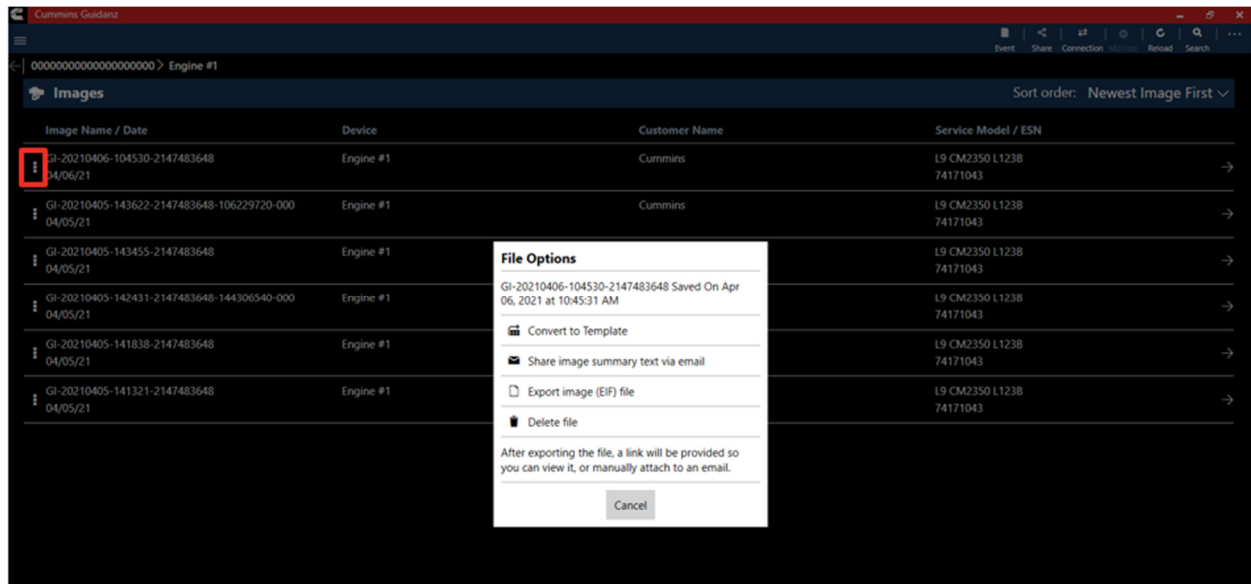 Cummins Guidanz
Event Share Connection Monitor Reload Search
00000000000000000000 > Engine #1
Images
Sort order: Newest Image First
Image Name / Date Device Customer Name Service Model / ESN
GI-20210406-104530-2147483648 Engine #1 Cummins L9 CM2350 L123B
04/06/21 74171043
GI-20210405-143622-2147483648-106229720-000 Engine #1 Cummins L9 CM2350 L123B
04/05/21 74171043
GI-20210405-143455-2147483648 Engine #1 L9 CM2350 L123B
04/05/21 74171043
GI-20210405-142431-2147483648-144306540-000 Engine #1 L9 CM2350 L123B
04/05/21 74171043
GI-20210405-141838-2147483648 Engine #1 L9 CM2350 L123B
04/05/21 74171043
GI-20210405-141321-2147483648 Engine #1 L9 CM2350 L123B
04/05/21 74171043
File Options
GI-20210406-104530-2147483648 Saved On Apr
06, 2021 at 10:45:31 AM
Convert to Template
Share image summary text via email
Export image (EIF) file
Delete file
After exporting the file, a link will be provided so
you can view it, or manually attach to an email.
Cancel